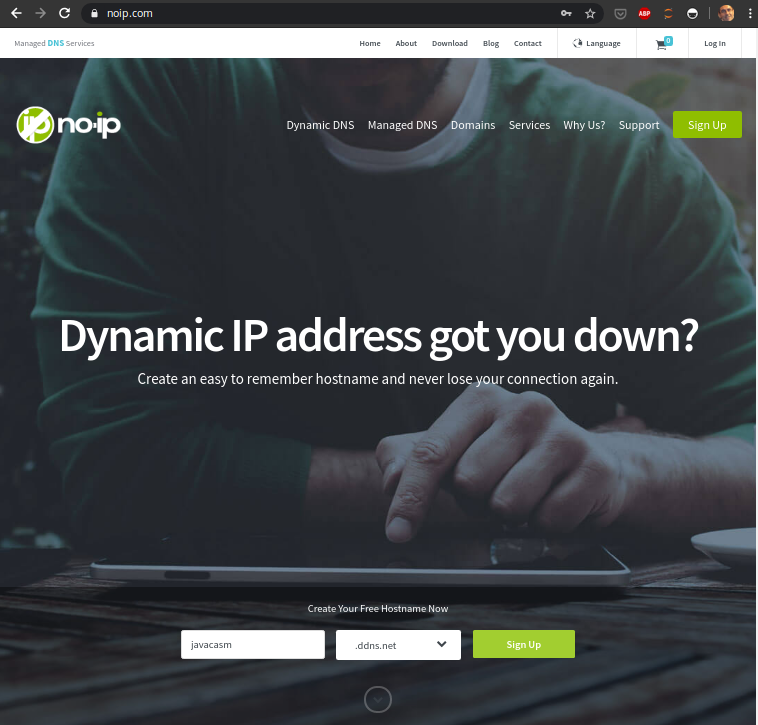 noip.com
ABP
Managed DNS Services
Home About Download Blog Contact Language 0 Log In
ip no-ip Dynamic DNS Managed DNS Domains Services Why Us? Support Sign Up
Dynamic IP address got you down?
Create an easy to remember hostname and never lose your connection again.
Create Your Free Hostname Now
javacasm .ddns.net Sign Up